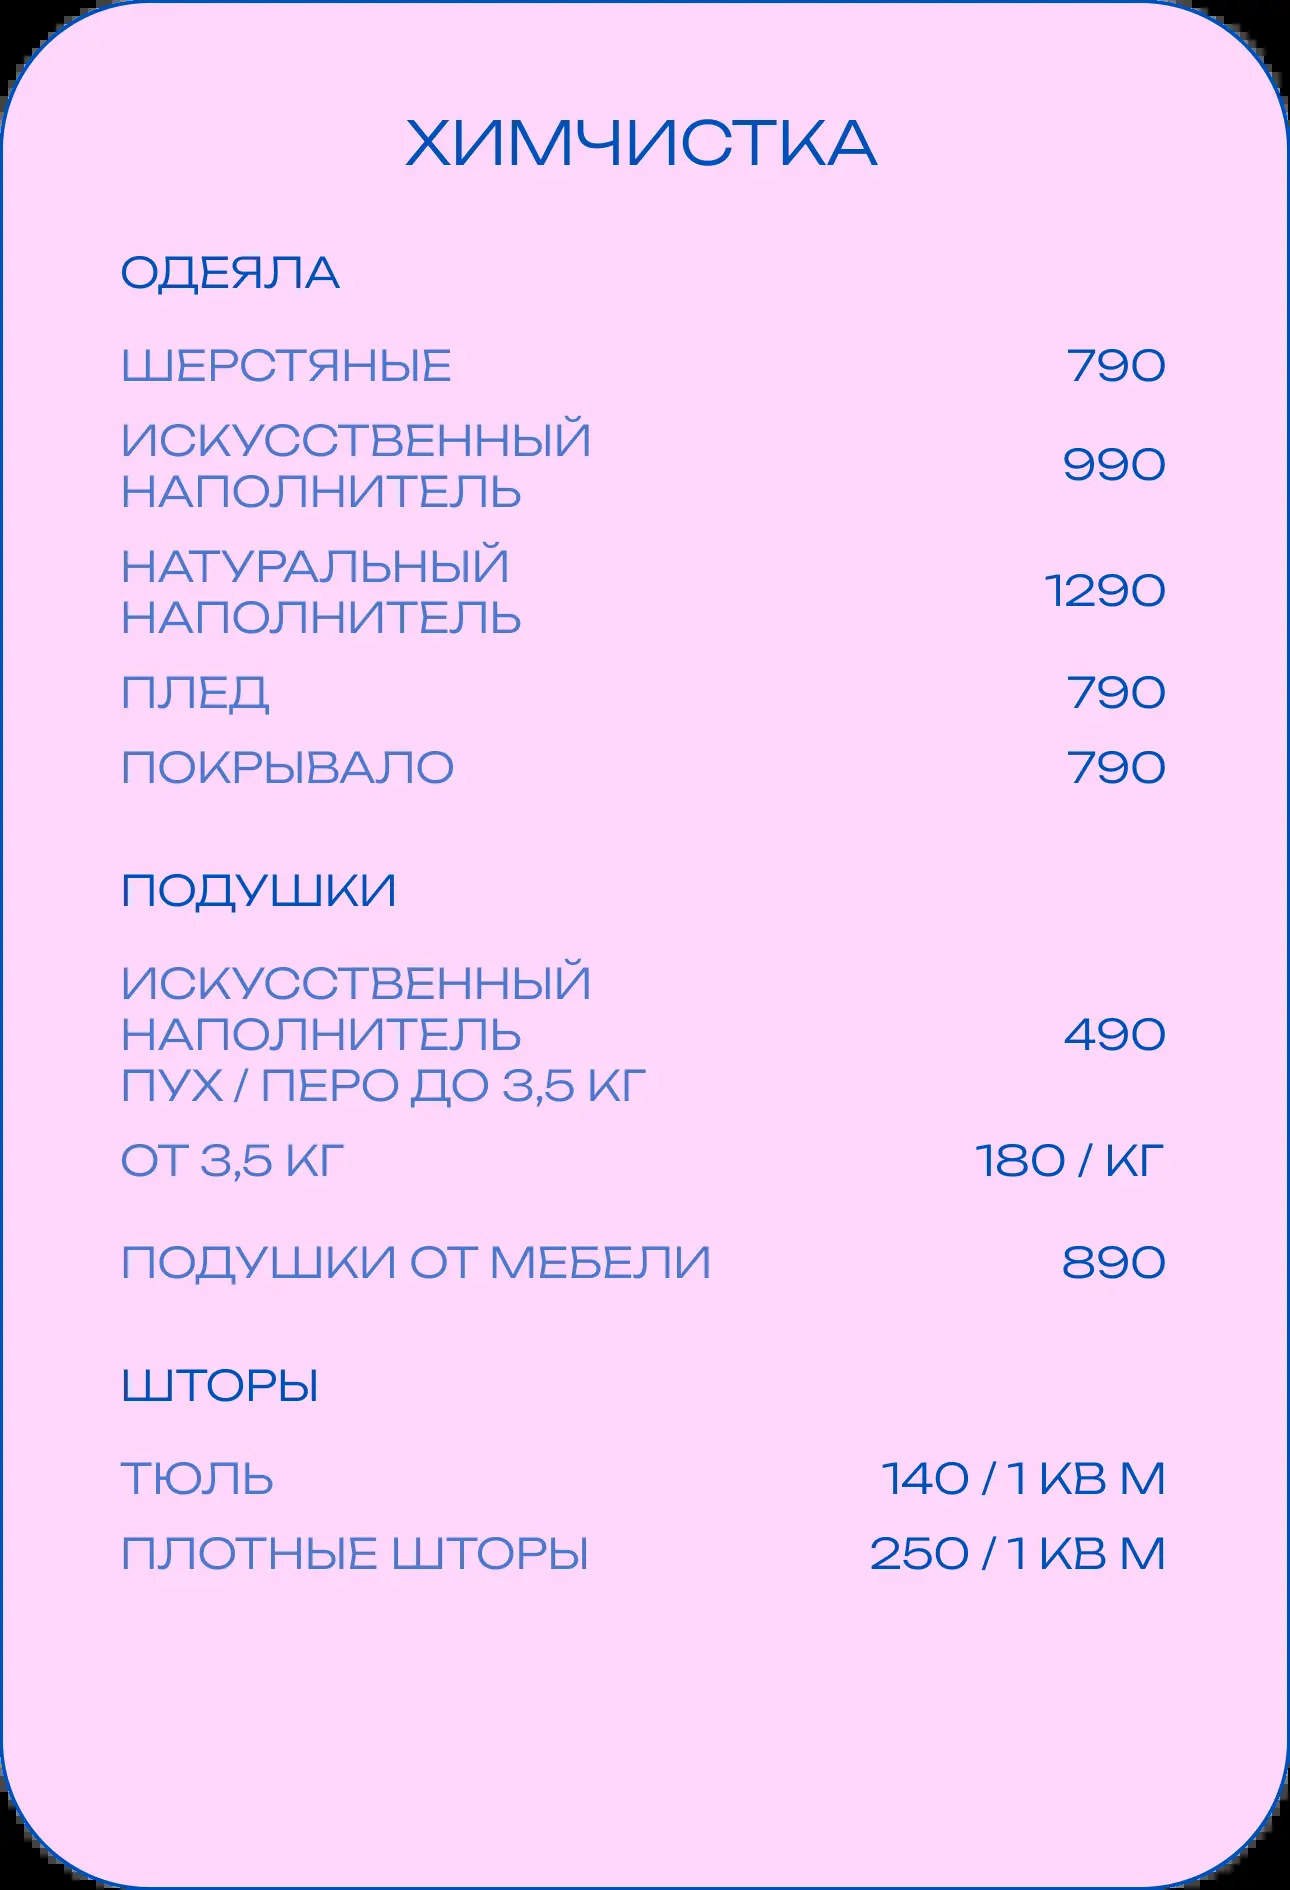 ХИМЧИСТКА
ОДЕЯЛА
ШЕРСТЯНЫЕ 790
ИСКУССТВЕННЫЙ
НАПОЛНИТЕЛЬ 990
НАТУРАЛЬНЫЙ
НАПОЛНИТЕЛЬ 1290
ПЛЕД 790
ПОКРЫВАЛО 790
ПОДУШКИ
ИСКУССТВЕННЫЙ
НАПОЛНИТЕЛЬ 490
ПУХ / ПЕРО ДО 3,5 КГ
ОТ 3,5 КГ 180 / КГ
ПОДУШКИ ОТ МЕБЕЛИ 890
ШТОРЫ
ТЮЛЬ 140 / 1 КВ М
ПЛОТНЫЕ ШТОРЫ 250 / 1 КВ М